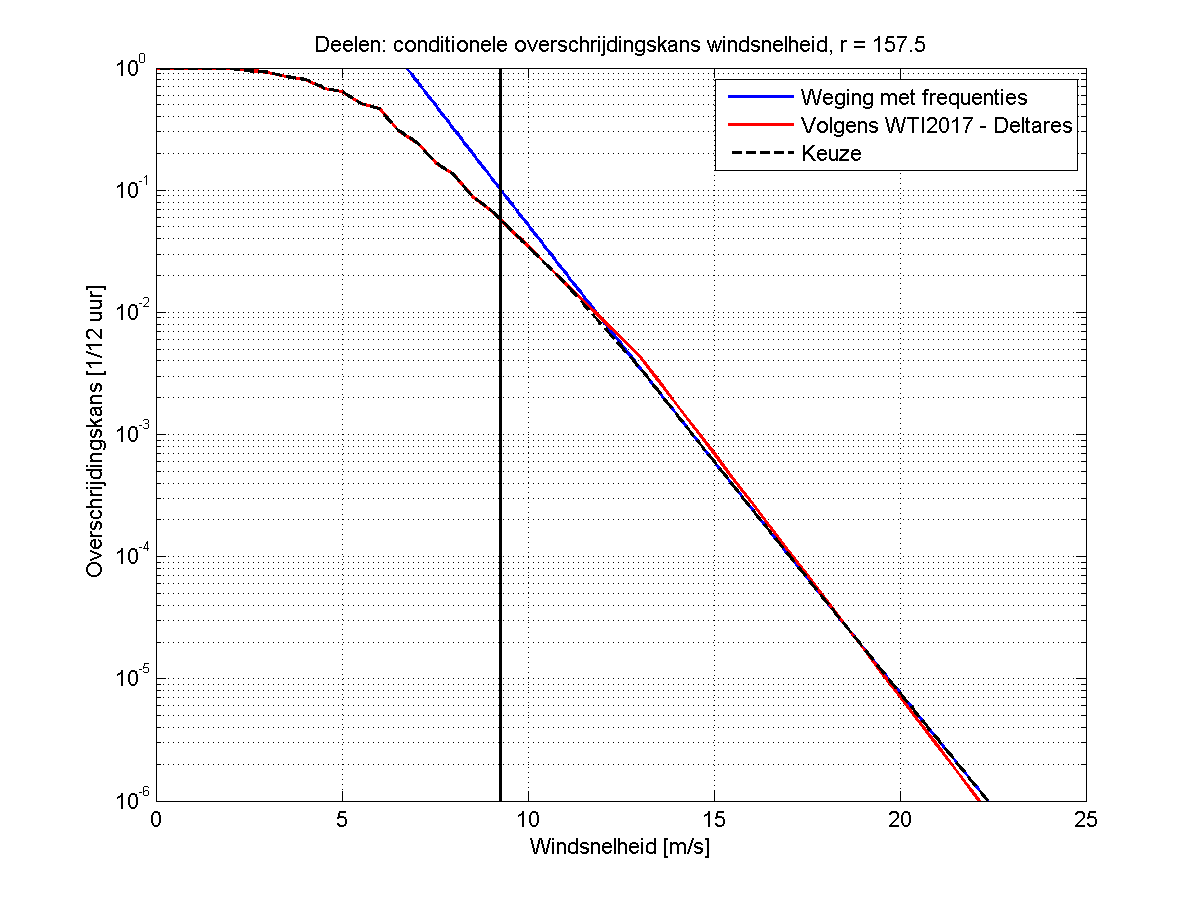 Deelen: conditionele overschrijdingskans windsnelheid, r = 157.5
Weging met frequenties
Volgens WTI2017 - Deltares
Keuze
Overschrijdingskans [1/12 uur]
10^0
10^-1
10^-2
10^-3
10^-4
10^-5
10^-6
0 5 10 15 20 25
Windsnelheid [m/s]